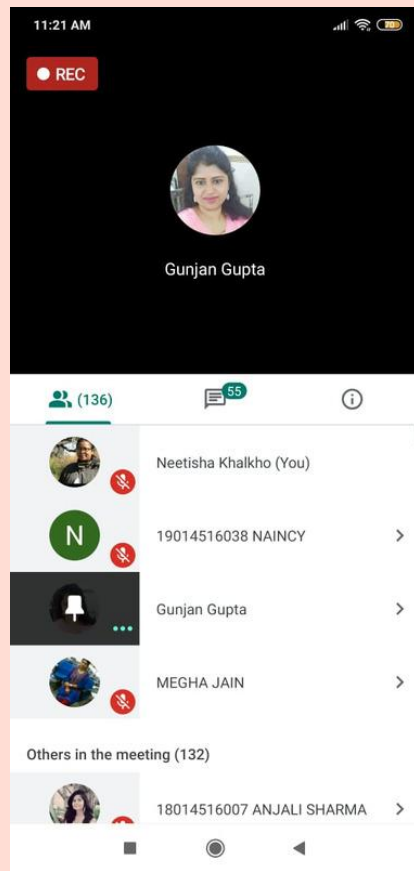 11:21 AM
70
REC
Gunjan Gupta
(136)
55
Neetisha Khalkho (You)
N
19014516038 NAINCY
Gunjan Gupta
MEGHA JAIN
Others in the meeting (132)
18014516007 ANJALI SHARMA